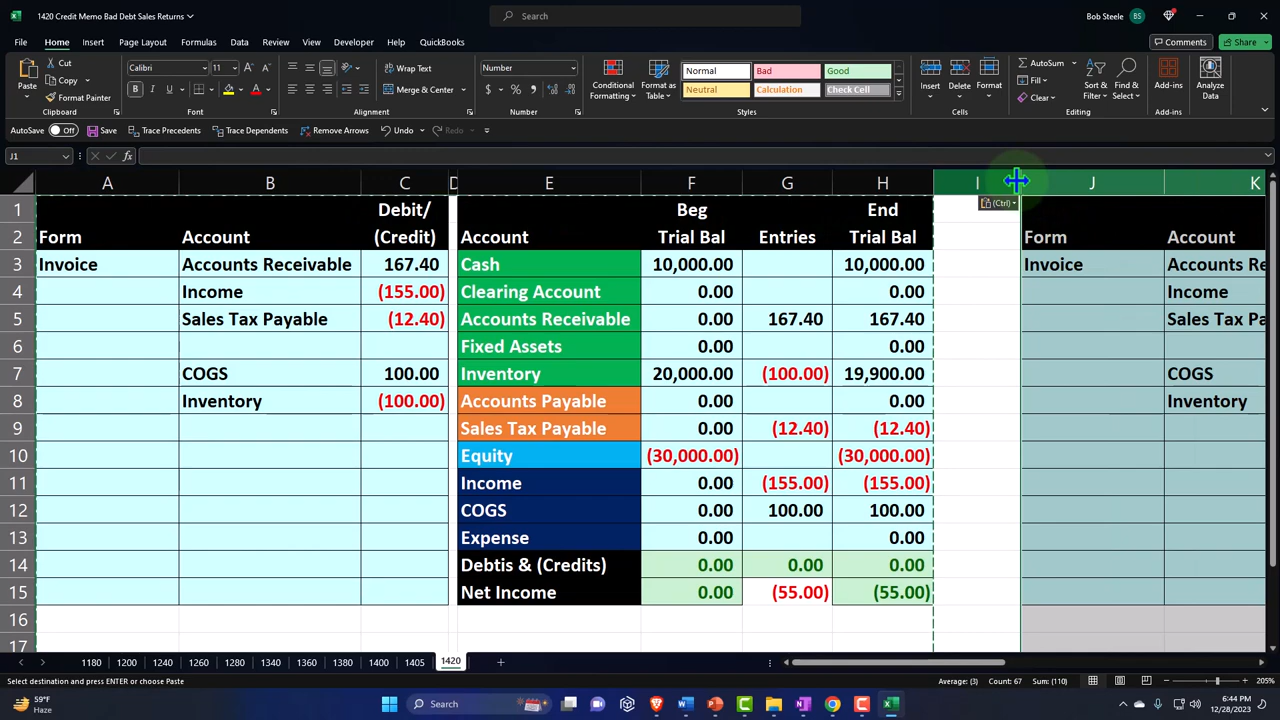 1420 Credit Memo Bad Debt Sales Returns
Search
Bob Steele
BS
File Home Insert Page Layout Formulas Data Review View Developer Help QuickBooks
Comments
Share
Paste
Cut
Copy
Format Painter
Clipboard
Calibri 11
B I U
Font
Wrap Text
Merge & Center
Alignment
Number
$ % 9
Number
Conditional Formatting
Format as Table
Normal Bad Good
Neutral Calculation Check Cell
Styles
Insert Delete Format
Cells
AutoSum
Fill
Clear
Sort & Filter
Find & Select
Editing
Add-ins
Add-ins
Analyze Data
AutoSave Off Save Trace Precedents Trace Dependents Remove Arrows Undo Redo
J1 fx
A B C D E F G H I J K
(Ctrl)
1 Debit/ Beg End
2 Form Account (Credit) Account Trial Bal Entries Trial Bal Form Account
3 Invoice Accounts Receivable 167.40 Cash 10,000.00 10,000.00 Invoice Accounts Re
4 Income (155.00) Clearing Account 0.00 0.00 Income
5 Sales Tax Payable (12.40) Accounts Receivable 0.00 167.40 167.40 Sales Tax Pa
6 Fixed Assets 0.00 0.00
7 COGS 100.00 Inventory 20,000.00 (100.00) 19,900.00 COGS
8 Inventory (100.00) Accounts Payable 0.00 0.00 Inventory
9 Sales Tax Payable 0.00 (12.40) (12.40)
10 Equity (30,000.00) (30,000.00)
11 Income 0.00 (155.00) (155.00)
12 COGS 0.00 100.00 100.00
13 Expense 0.00 0.00
14 Debtis & (Credits) 0.00 0.00 0.00
15 Net Income 0.00 (55.00) (55.00)
16
17
1180 1200 1240 1260 1280 1340 1360 1380 1400 1405 1420
Select destination and press ENTER or choose Paste
Average: (3) Count: 67 Sum: (110)
205%
59°F
Haze
Search
6:44 PM
12/28/2023